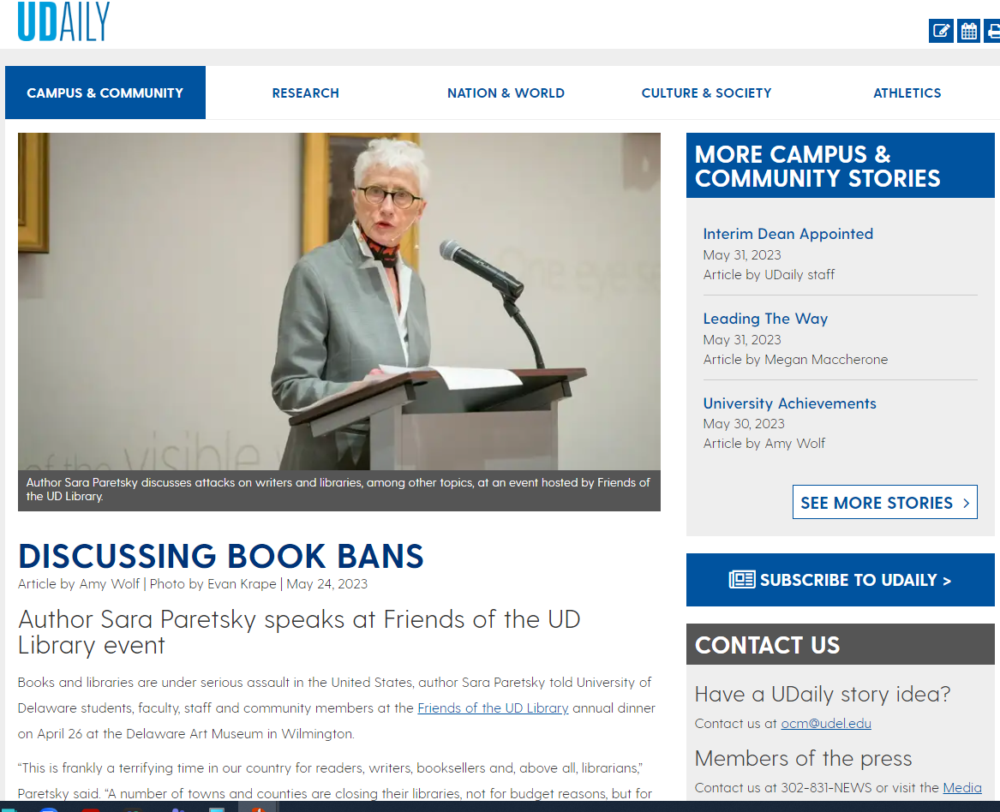 UDAILY
CAMPUS & COMMUNITY
RESEARCH
NATION & WORLD
CULTURE & SOCIETY
ATHLETICS
One eye se
of the visible
Author Sara Paretsky discusses attacks on writers and libraries, among other topics, at an event hosted by Friends of
the UD Library.
DISCUSSING BOOK BANS
Article by Amy Wolf | Photo by Evan Krape | May 24, 2023
Author Sara Paretsky speaks at Friends of the UD
Library event
Books and libraries are under serious assault in the United States, author Sara Paretsky told University of
Delaware students, faculty, staff and community members at the Friends of the UD Library annual dinner
on April 26 at the Delaware Art Museum in Wilmington.
“This is frankly a terrifying time in our country for readers, writers, booksellers and, above all, librarians,”
Paretsky said. “A number of towns and counties are closing their libraries, not for budget reasons, but for
MORE CAMPUS &
COMMUNITY STORIES
Interim Dean Appointed
May 31, 2023
Article by UDaily staff
Leading The Way
May 31, 2023
Article by Megan Maccherone
University Achievements
May 30, 2023
Article by Amy Wolf
SEE MORE STORIES >
SUBSCRIBE TO UDAILY >
CONTACT US
Have a UDaily story idea?
Contact us at ocm@udel.edu
Members of the press
Contact us at 302-831-NEWS or visit the Media